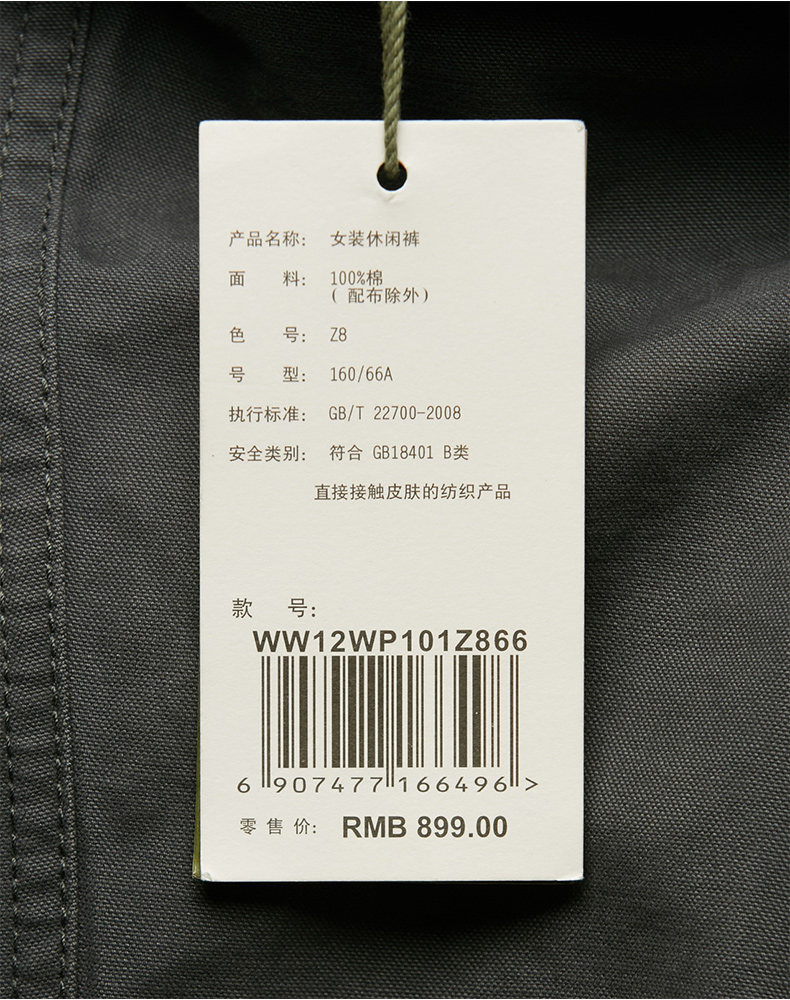 产品名称： 女装休闲裤
面 料： 100%棉
( 配布除外)
色 号： Z8
号 型： 160/66A
执行标准： GB/T 22700-2008
安全类别： 符合 GB18401 B类
直接接触皮肤的纺织产品
款 号：
WW12WP101Z866
6 907477 166496 >
零售价： RMB 899.00